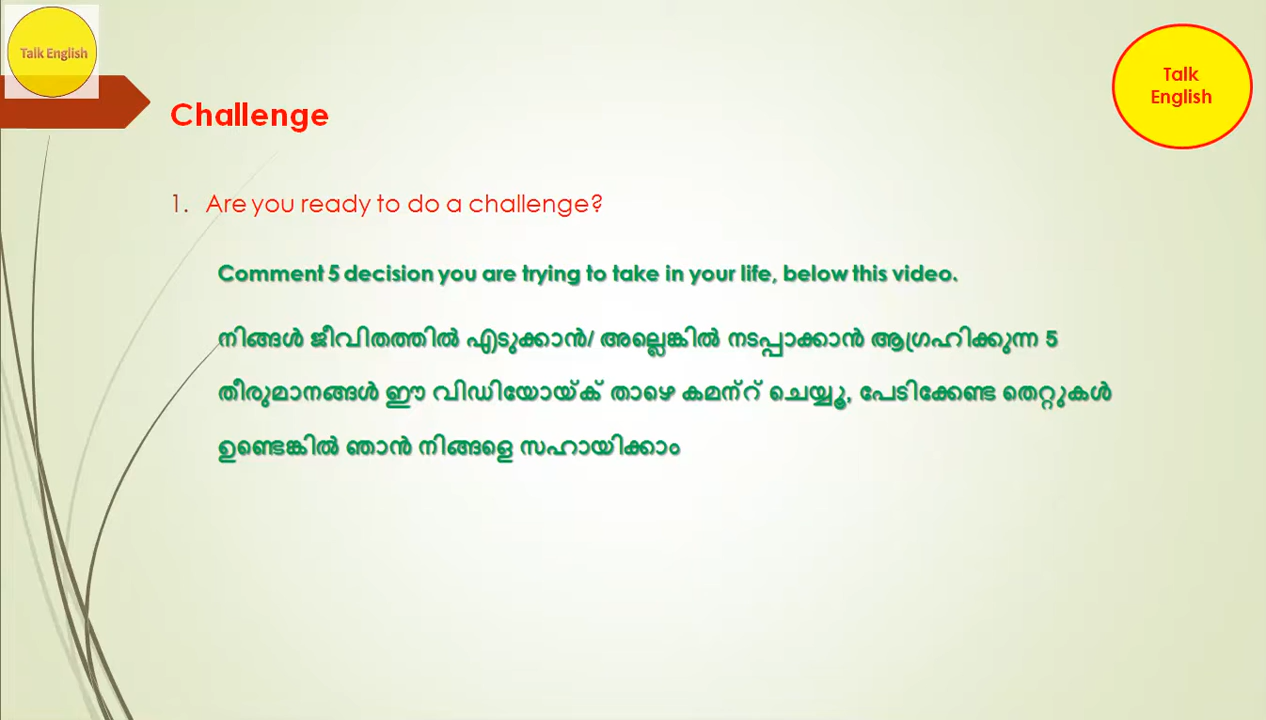 Talk English
Talk
English
Challenge
1. Are you ready to do a challenge?
Comment 5 decision you are trying to take in your life, below this video.
നിങ്ങൾ ജീവിതത്തിൽ എടുക്കാൻ/ അല്ലെങ്കിൽ നടപ്പാക്കാൻ ആഗ്രഹിക്കുന്ന 5
തീരുമാനങ്ങൾ ഈ വിഡിയോയ്ക് താഴെ കമന്റ് ചെയ്യൂ, പേടിക്കേണ്ട തെറ്റുകൾ
ഉണ്ടെങ്കിൽ ഞാൻ നിങ്ങളെ സഹായിക്കാം